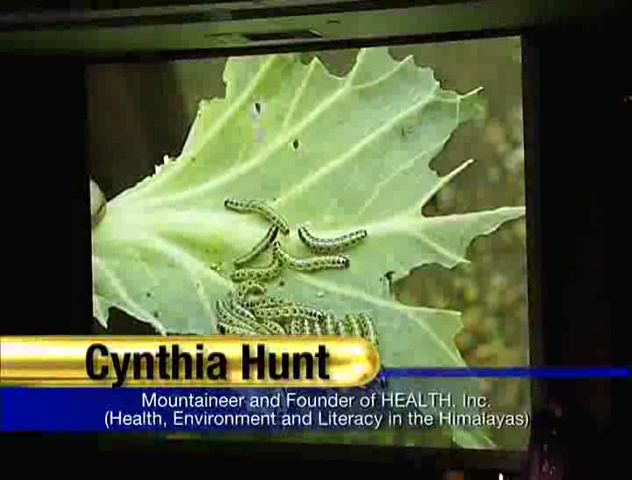 Cynthia Hunt
Mountaineer and Founder of HEALTH, Inc.
(Health, Environment and Literacy in the Himalayas)